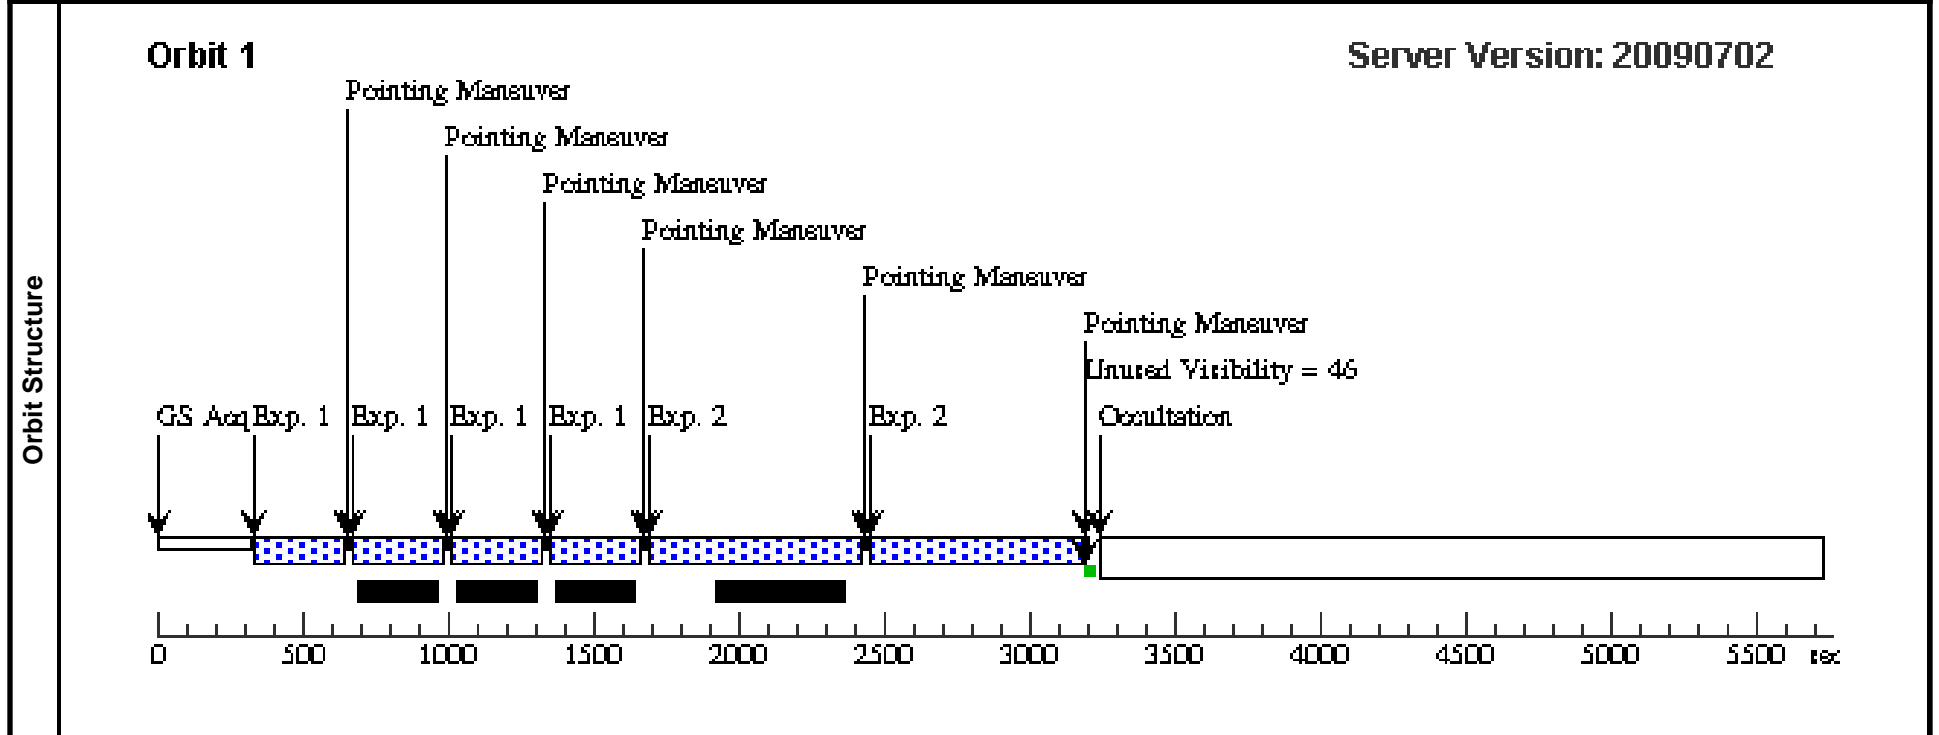 Orbit Structure
Orbit 1
Server Version: 20090702
Pointing Maneuver
Pointing Maneuver
Pointing Maneuver
Pointing Maneuver
Pointing Maneuver
Pointing Maneuver
Unused Visibility = 46
GS Acq Exp. 1 Exp. 1 Exp. 1 Exp. 1 Exp. 2 Exp. 2 Occultation
0 500 1000 1500 2000 2500 3000 3500 4000 4500 5000 5500 sec